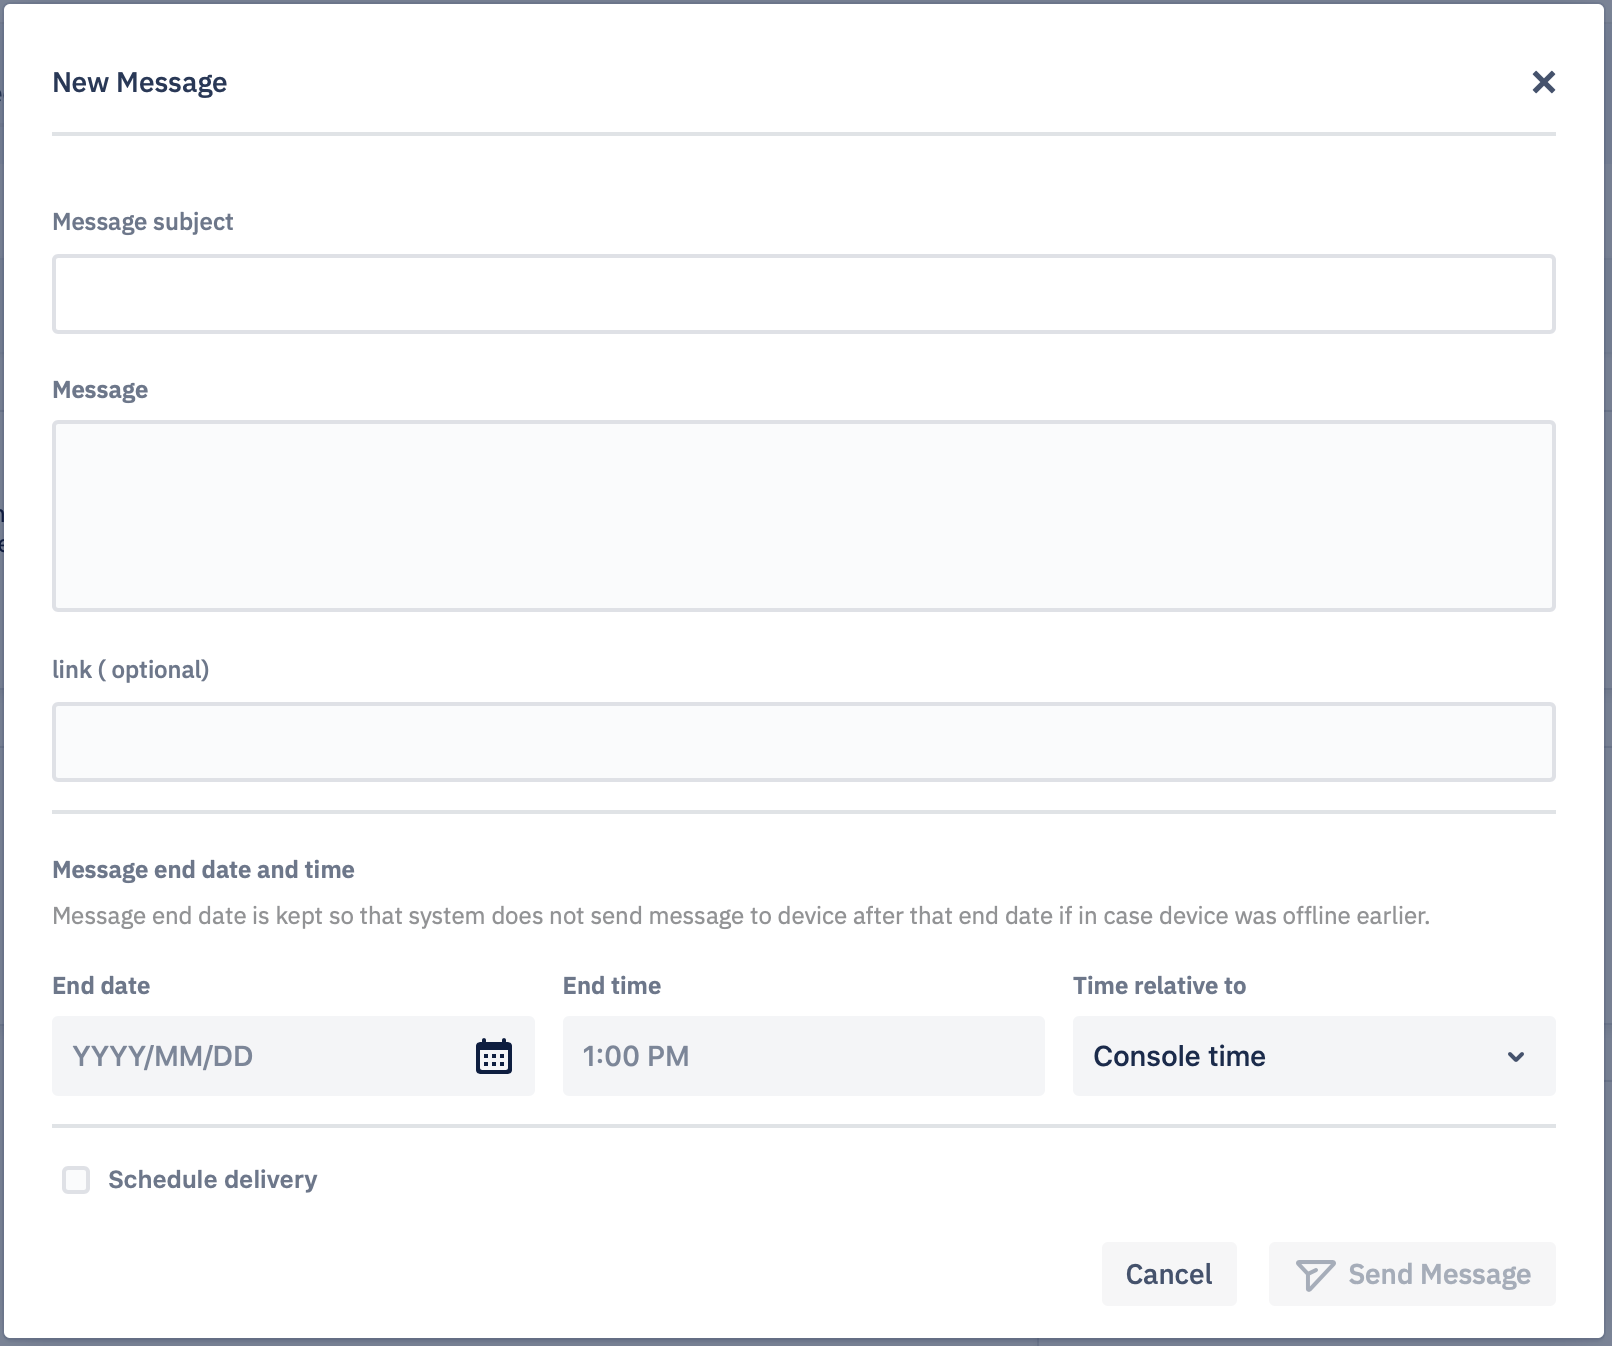 New Message
Message subject
Message
link ( optional)
Message end date and time
Message end date is kept so that system does not send message to device after that end date if in case device was offline earlier.
End date
End time
Time relative to
YYYY/MM/DD
1:00 PM
Console time
Schedule delivery
Cancel
Send Message